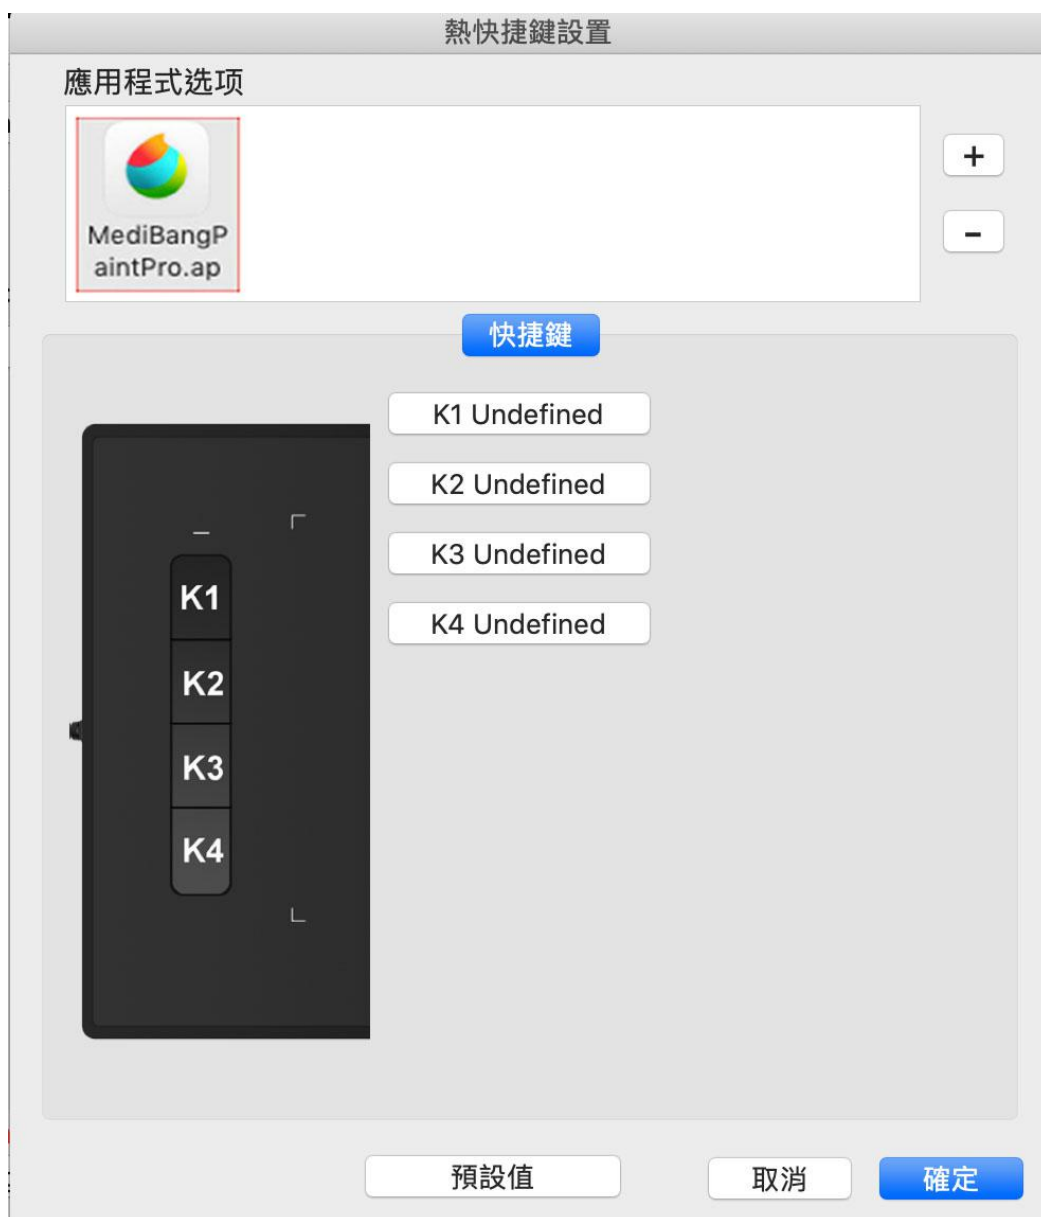 熱快捷鍵設置
應用程式选项
MediBangP
aintPro.ap
+
-
快捷鍵
K1 Undefined
K2 Undefined
K3 Undefined
K4 Undefined
K1
K2
K3
K4
預設值
取消
確定